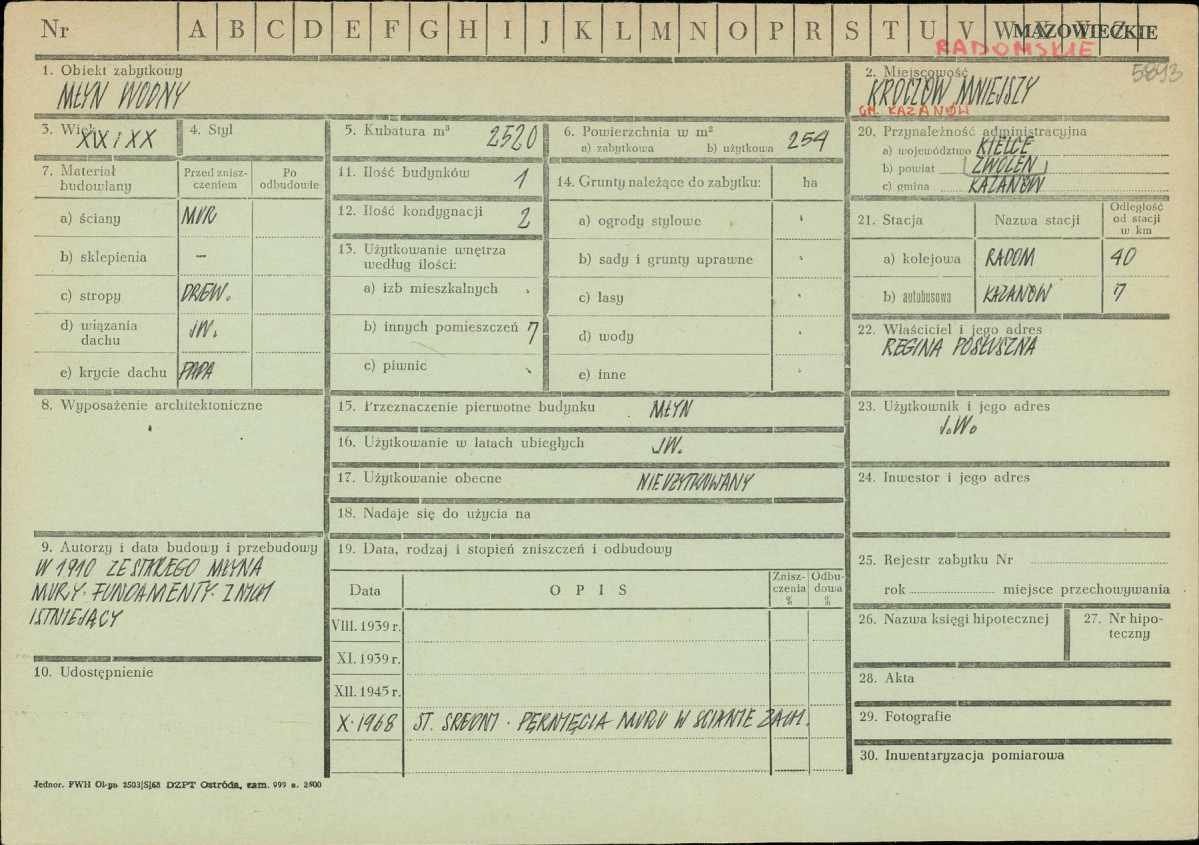 Nr A B C D E F G H I J K L M N O P R S T U V W X Y Z
MAZOWIECKIE
RADOMSKIE
5893
1. Obiekt zabytkowy
MŁYN WODNY
2. Miejscowość
KROCZÓW MNIEJSZY
GM. KAZANÓW
3. Wiek
XIX i XX
4. Styl
5. Kubatura m³ 2520
6. Powierzchnia w m²
a) zabytkowa b) użytkowa 254
7. Materiał budowlany
Przed zniszczeniem
Po odbudowie
a) ściany MUR
b) sklepienia —
c) stropy DREW.
d) wiązania dachu JW.
e) krycie dachu PAPA
8. Wyposażenie architektoniczne
9. Autorzy i data budowy i przebudowy
W 1910 ZE STAREGO MŁYNA
MURY. FUNDAMENTY. Z NICH
ISTNIEJĄCY
10. Udostępnienie
11. Ilość budynków 1
12. Ilość kondygnacji 2
13. Użytkowanie wnętrza
według ilości:
a) izb mieszkalnych
b) innych pomieszczeń 7
c) piwnic
14. Grunty należące do zabytku: ha
a) ogrody stylowe
b) sady i grunty uprawne
c) lasy
d) wody
e) inne
15. Przeznaczenie pierwotne budynku MŁYN
16. Użytkowanie w latach ubiegłych JW.
17. Użytkowanie obecne NIEUŻYTKOWANY
18. Nadaje się do użycia na
19. Data, rodzaj i stopień zniszczeń i odbudowy
Data OPIS Zniszczenia % Odbudowa %
VIII. 1939 r.
XI. 1939 r.
XII. 1945 r.
X. 1968 ST. SREDNI. PĘKNIĘCIA MURU W SCIANIE ZACH.
20. Przynależność administracyjna
a) województwo KIELCE
b) powiat ZWOLEŃ
c) gmina KAZANÓW
21. Stacja Nazwa stacji Odległość od stacji w km
a) kolejowa RADOM 40
b) autobusowa KAZANÓW 7
22. Właściciel i jego adres
REGINA POSŁUSZNA
23. Użytkownik i jego adres
J.W.
24. Inwestor i jego adres
25. Rejestr zabytku Nr
rok miejsce przechowywania
26. Nazwa księgi hipotecznej
27. Nr hipoteczny
28. Akta
29. Fotografie
30. Inwentaryzacja pomiarowa
Jednor. PWH Ol-pn 2503/S/68 DZPT Ostróda, zam. 999 n. 2500